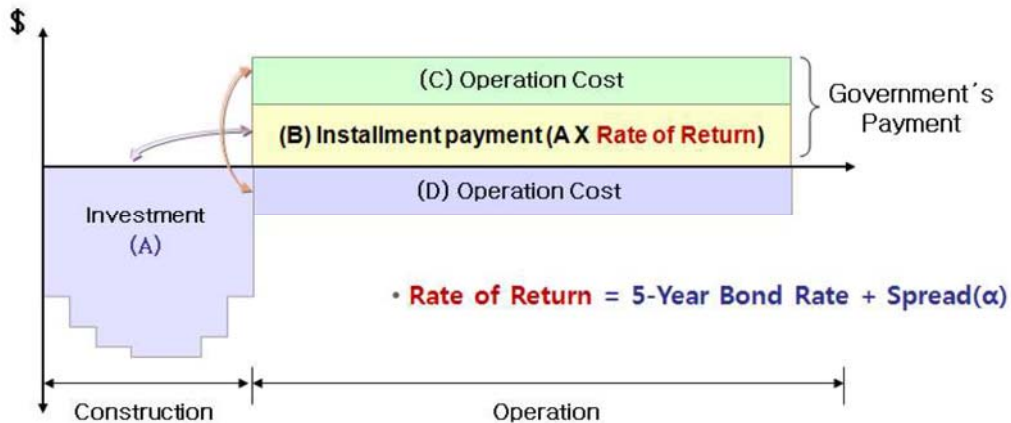 $
(C) Operation Cost
(B) Installment payment (A X Rate of Return)
Government´s
Payment
(D) Operation Cost
Investment
(A)
• Rate of Return = 5-Year Bond Rate + Spread(α)
Construction
Operation